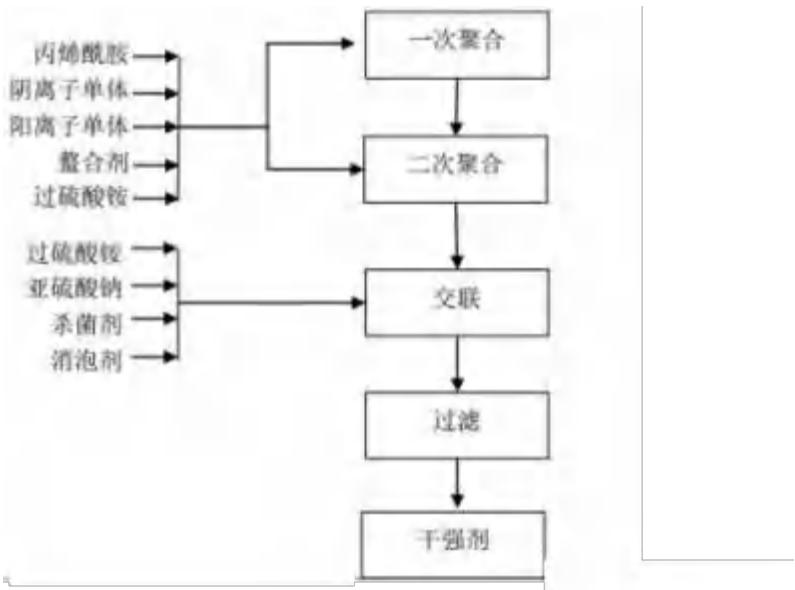 丙烯酰胺
阴离子单体
阳离子单体
螯合剂
过硫酸铵
过硫酸铵
亚硫酸钠
杀菌剂
消泡剂
一次聚合
二次聚合
交联
过滤
干强剂